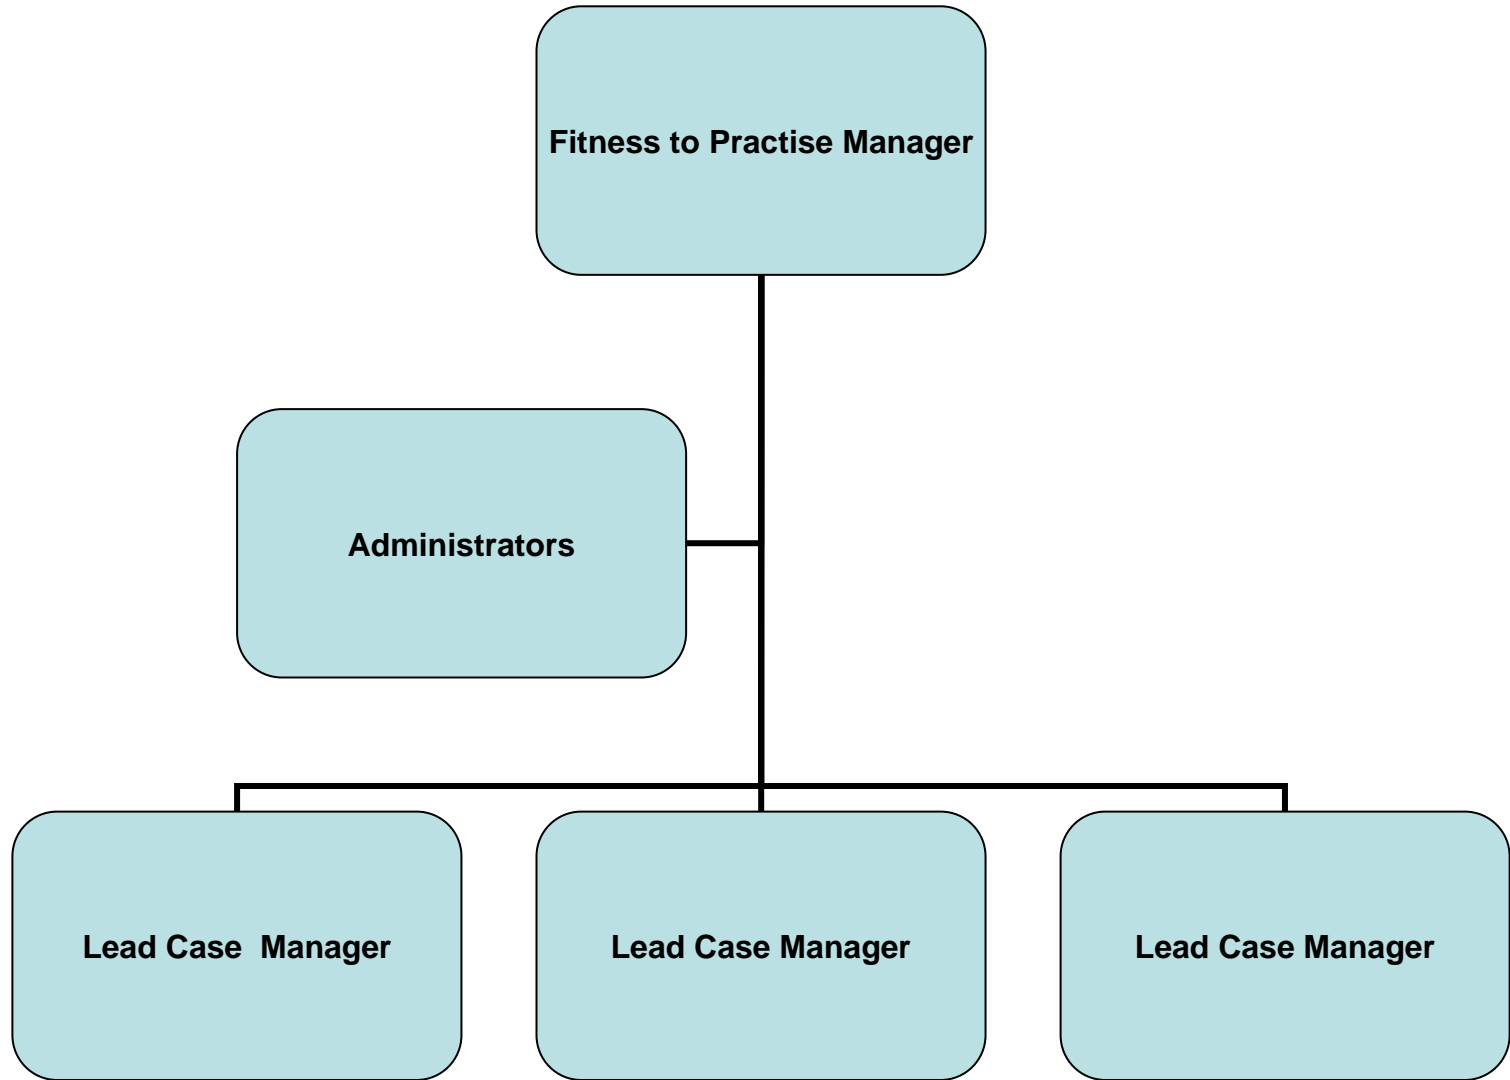 Fitness to Practise Manager
Administrators
Lead Case  Manager
Lead Case Manager
Lead Case Manager